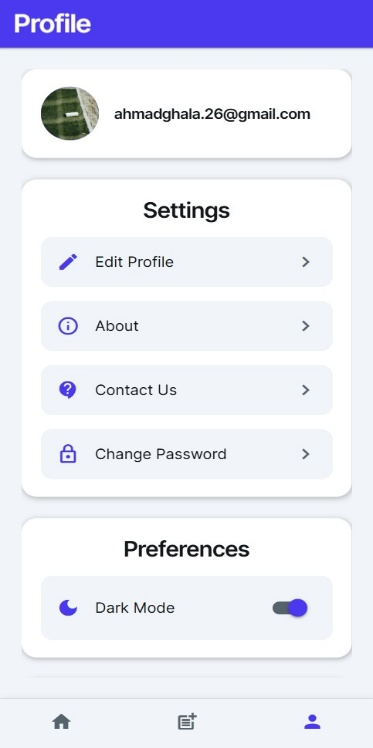 Profile
ahmadghala.26@gmail.com
Settings
Edit Profile
About
Contact Us
Change Password
Preferences
Dark Mode